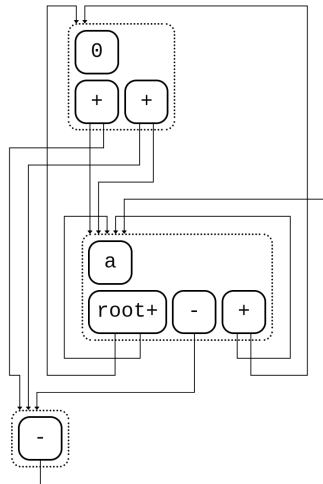 0
+ +
a
root+ - +
-